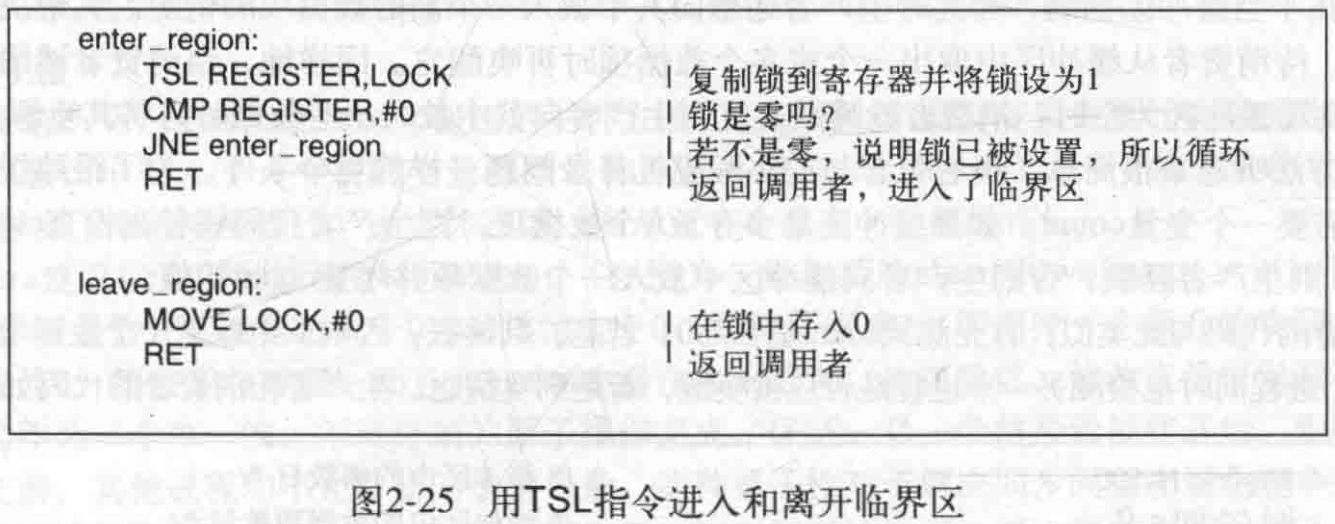 enter_region:
TSL REGISTER,LOCK | 复制锁到寄存器并将锁设为1
CMP REGISTER,#0 | 锁是零吗?
JNE enter_region | 若不是零，说明锁已被设置，所以循环
RET | 返回调用者，进入了临界区
leave_region:
MOVE LOCK,#0 | 在锁中存入0
RET | 返回调用者
图2-25 用TSL指令进入和离开临界区